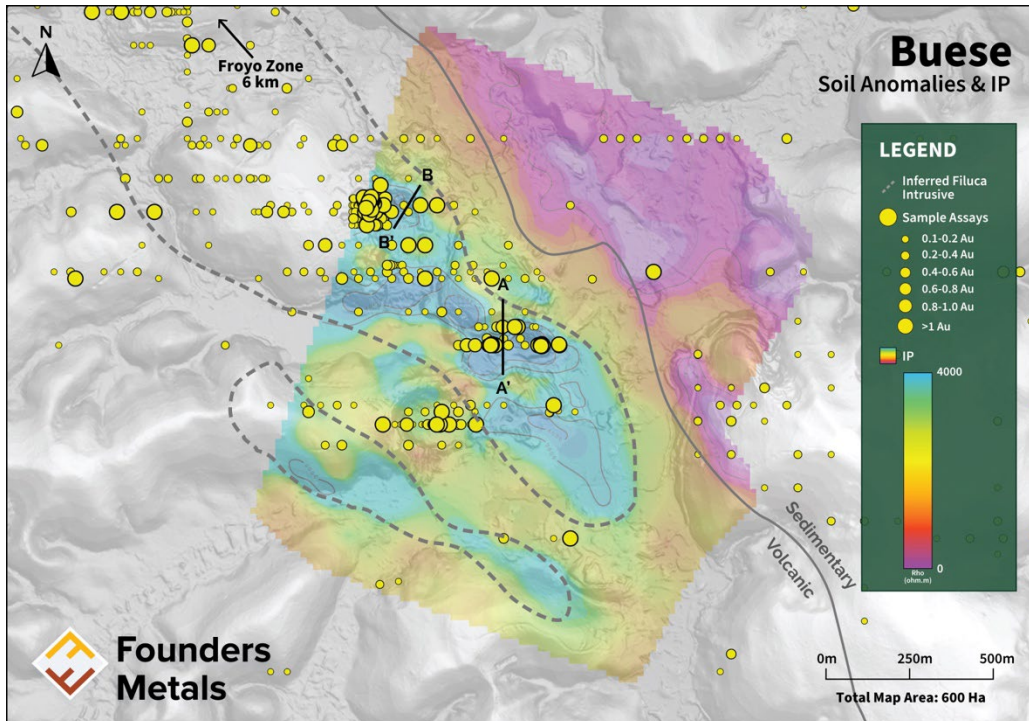 N
Froyo Zone
6 km
Buese
Soil Anomalies & IP
LEGEND
Inferred Filuca
Intrusive
Sample Assays
0.1-0.2 Au
0.2-0.4 Au
0.4-0.6 Au
0.6-0.8 Au
0.8-1.0 Au
>1 Au
IP
4000
0
Rho
(ohm.m)
B
B'
A
A'
Sedimentary
Volcanic
Founders
Metals
0m 250m 500m
Total Map Area: 600 Ha